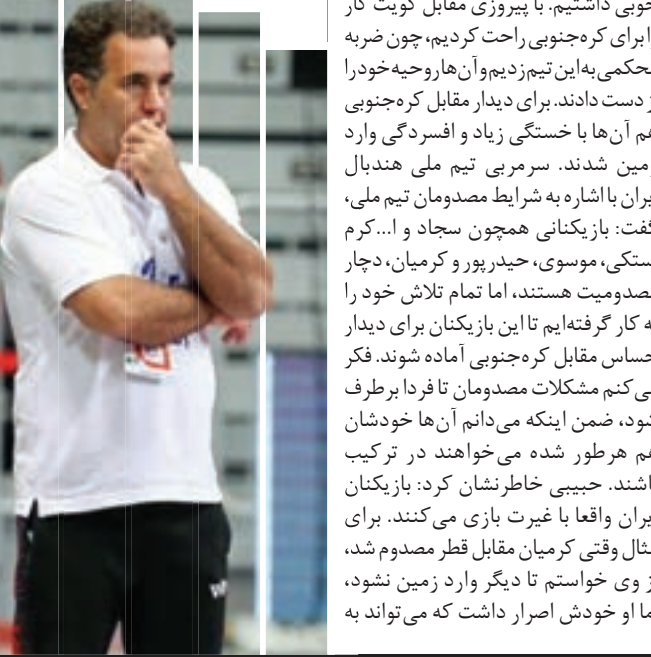 خوبی داشتیم. با پیروزی مقابل کویت کار
را برای کره‌جنوبی راحت کردیم، چون ضربه
محکمی به این تیم زدیم و آن‌ها روحیه خود را
از دست دادند. برای دیدار مقابل کره‌جنوبی
هم آن‌ها با خستگی زیاد و افسردگی وارد
زمین شدند. سرمربی تیم ملی هندبال
ایران با اشاره به شرایط مصدومان تیم ملی،
گفت: بازیکنانی همچون سجاد و ا...کرم
ستکی، موسوی، حیدرپور و کرمیان، دچار
مصدومیت هستند، اما تمام تلاش خود را
به کار گرفته‌ایم تا این بازیکنان برای دیدار
حساس مقابل کره‌جنوبی آماده شوند. فکر
می‌کنم مشکلات مصدومان تا فردا برطرف
شود، ضمن اینکه می‌دانم آن‌ها خودشان
هم هرطور شده می‌خواهند در ترکیب
باشند. حبیبی خاطرنشان کرد: بازیکنان
ایران واقعا با غیرت بازی می‌کنند. برای
مثال وقتی کرمیان مقابل قطر مصدوم شد،
از وی خواستم تا دیگر وارد زمین نشود،
اما او خودش اصرار داشت که می‌تواند به